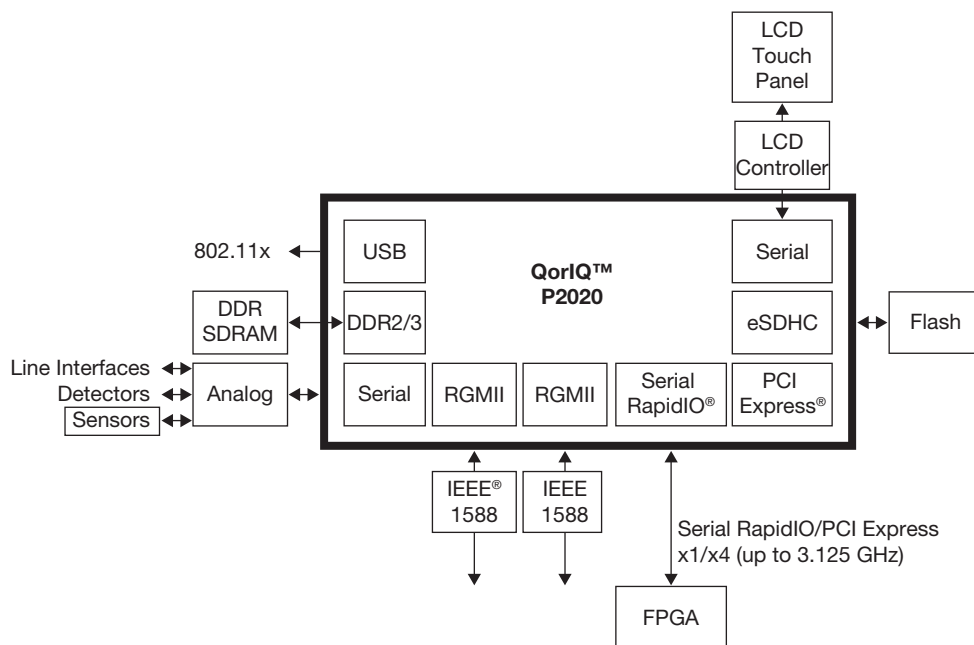 LCD
Touch
Panel
LCD
Controller
802.11x
USB
QorIQ™
P2020
Serial
DDR
SDRAM
DDR2/3
eSDHC
Flash
Line Interfaces
Detectors
Sensors
Analog
Serial
RGMII
RGMII
Serial
RapidIO®
PCI
Express®
IEEE®
1588
IEEE
1588
Serial RapidIO/PCI Express
x1/x4 (up to 3.125 GHz)
FPGA